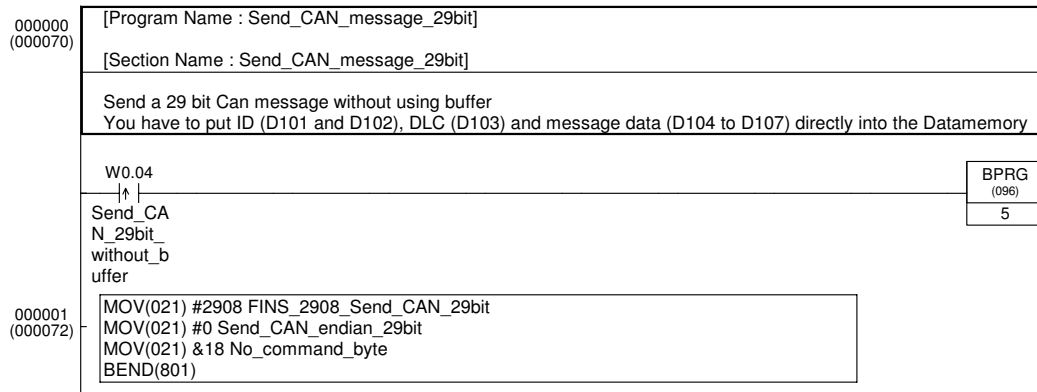 000000
(000070)
[Program Name : Send_CAN_message_29bit]
[Section Name : Send_CAN_message_29bit]
Send a 29 bit Can message without using buffer
You have to put ID (D101 and D102), DLC (D103) and message data (D104 to D107) directly into the Datamemory
W0.04
Send_CA
N_29bit_
without_b
uffer
BPRG
(096)
5
000001
(000072)
MOV(021) #2908 FINS_2908_Send_CAN_29bit
MOV(021) #0 Send_CAN_endian_29bit
MOV(021) &18 No_command_byte
BEND(801)